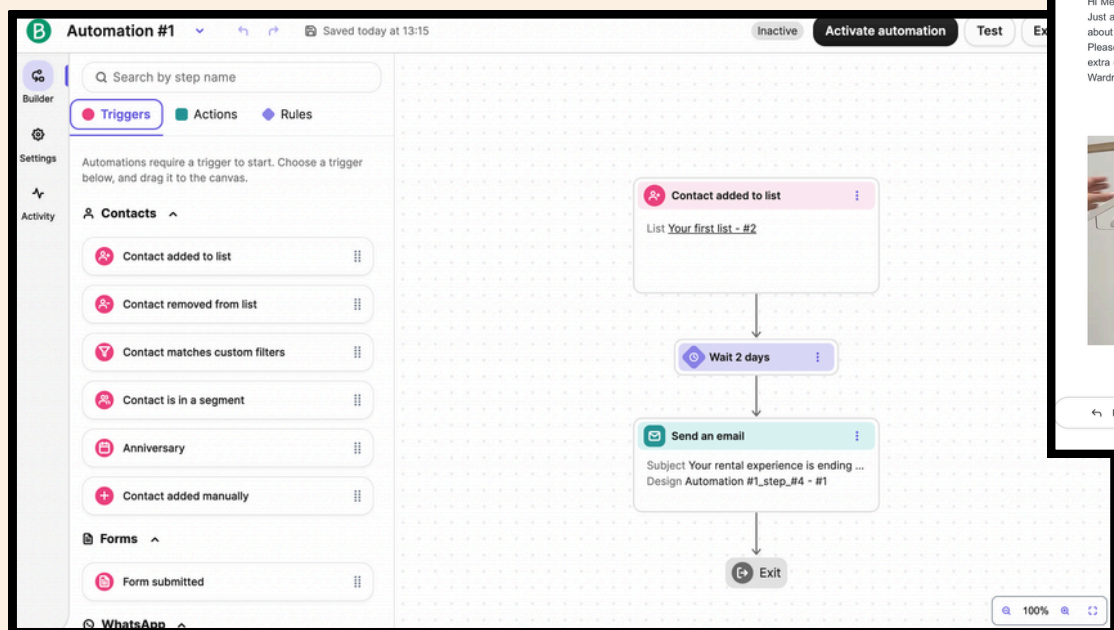 B Automation #1 Saved today at 13:15 Inactive Activate automation Test Ex
Builder
Settings
Activity
Search by step name
Triggers Actions Rules
Automations require a trigger to start. Choose a trigger
below, and drag it to the canvas.
Contacts
Contact added to list
Contact removed from list
Contact matches custom filters
Contact is in a segment
Anniversary
Contact added manually
Forms
Form submitted
WhatsApp
Contact added to list
List Your first list - #2
Wait 2 days
Send an email
Subject Your rental experience is ending ...
Design Automation #1_step_#4 - #1
Exit
100%
Hi Me
Just a
about
Please
extra
Wardr